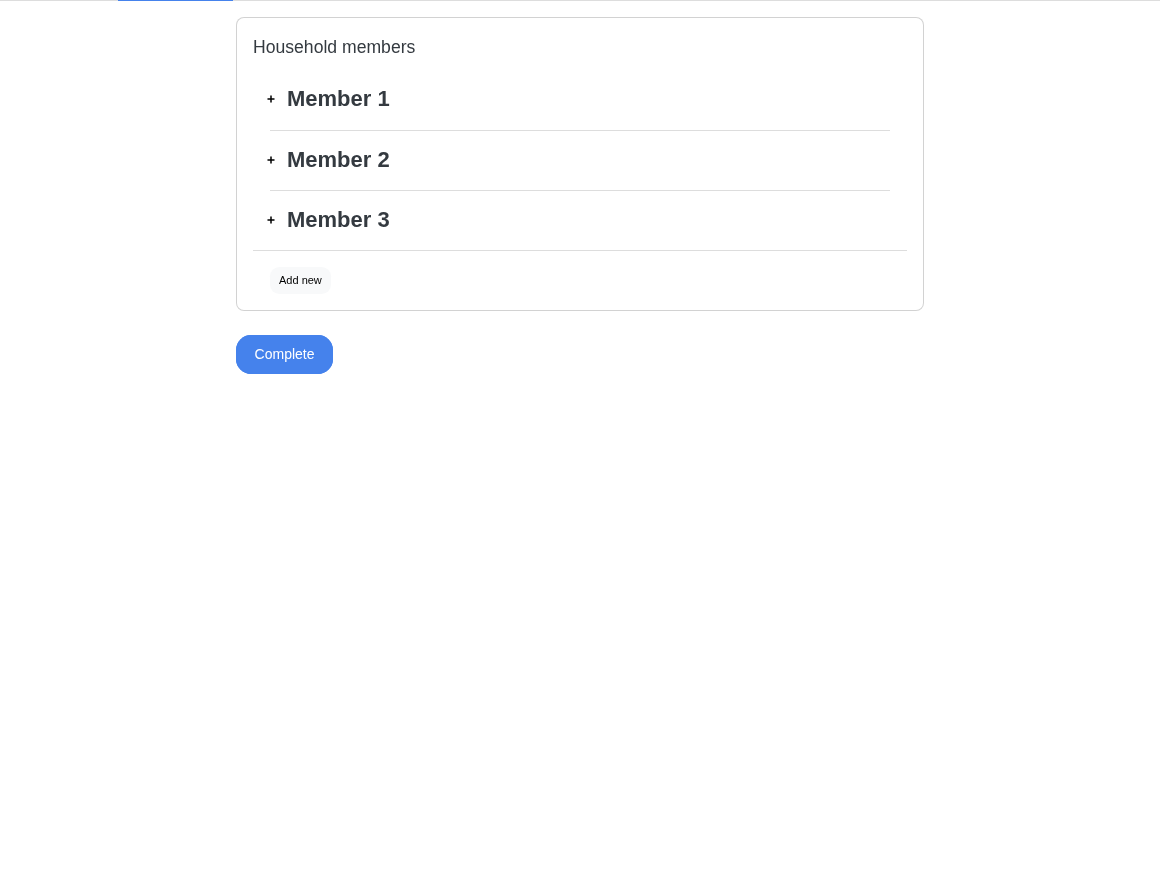 Household members
+ Member 1
+ Member 2
+ Member 3
Add new
Complete